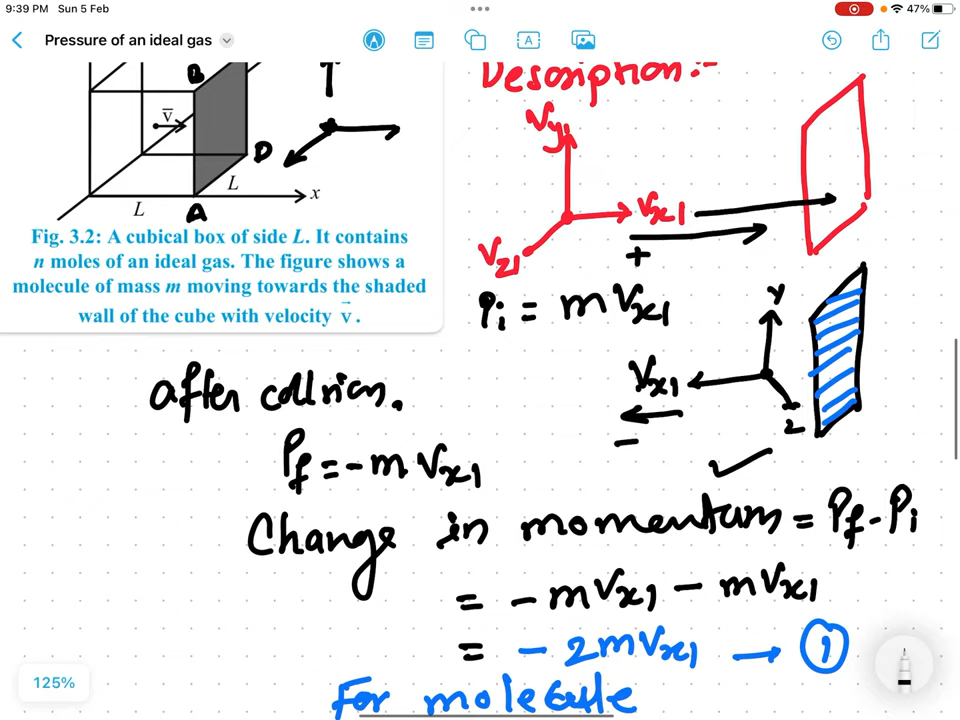 9:39 PM Sun 5 Feb
47%
Pressure of an ideal gas
A
B
v
D
L
x
L
A
Fig. 3.2: A cubical box of side L. It contains
n moles of an ideal gas. The figure shows a
molecule of mass m moving towards the shaded
wall of the cube with velocity v⃗.
Description:-
Vy1
Vx1
Vz1
+
Pi = mVx1
y
Vx1
z
−
After collision.
Pf = -mVx1
Change in momentum = Pf - Pi
= -mVx1 - mVx1
= -2mVx1 → ①
For molecule
125%